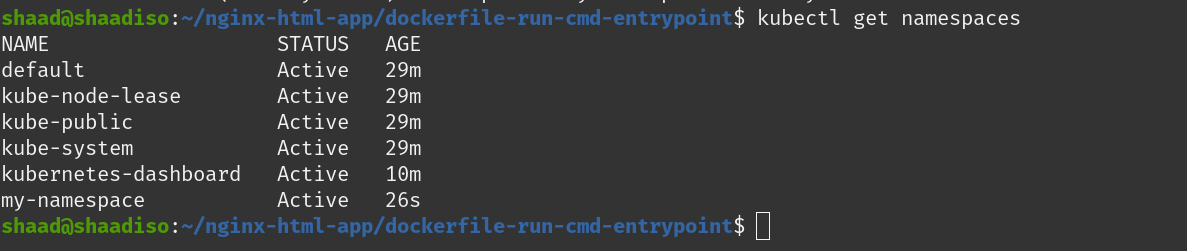 shaad@shaadiso:~/nginx-html-app/dockerfile-run-cmd-entrypoint$ kubectl get namespaces
NAME STATUS AGE
default Active 29m
kube-node-lease Active 29m
kube-public Active 29m
kube-system Active 29m
kubernetes-dashboard Active 10m
my-namespace Active 26s
shaad@shaadiso:~/nginx-html-app/dockerfile-run-cmd-entrypoint$